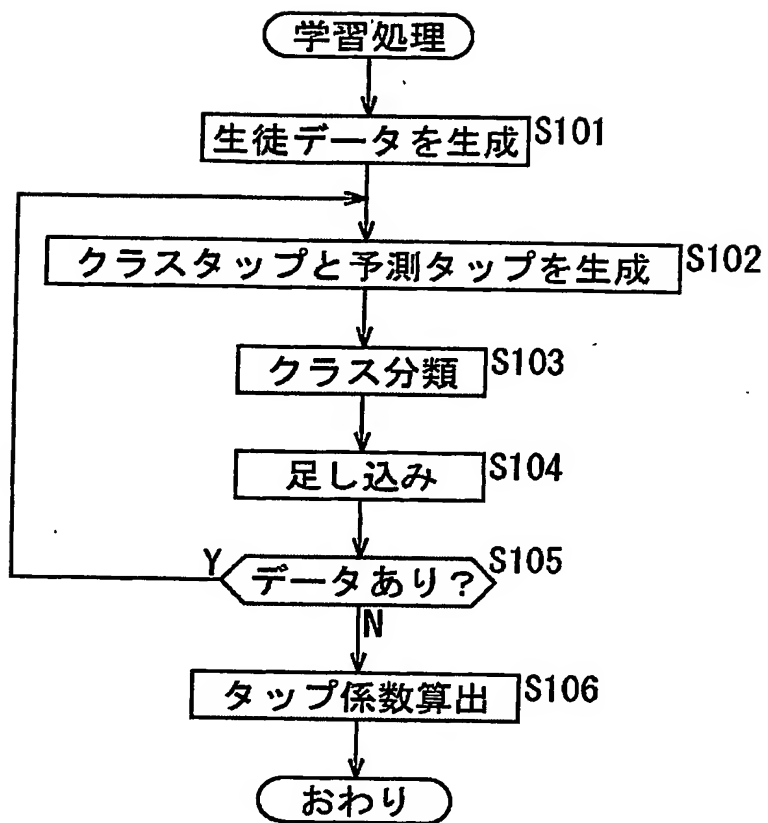 学習処理
生徒データを生成 S101
クラスタップと予測タップを生成 S102
クラス分類 S103
足し込み S104
Y データあり? S105
N
タップ係数算出 S106
おわり